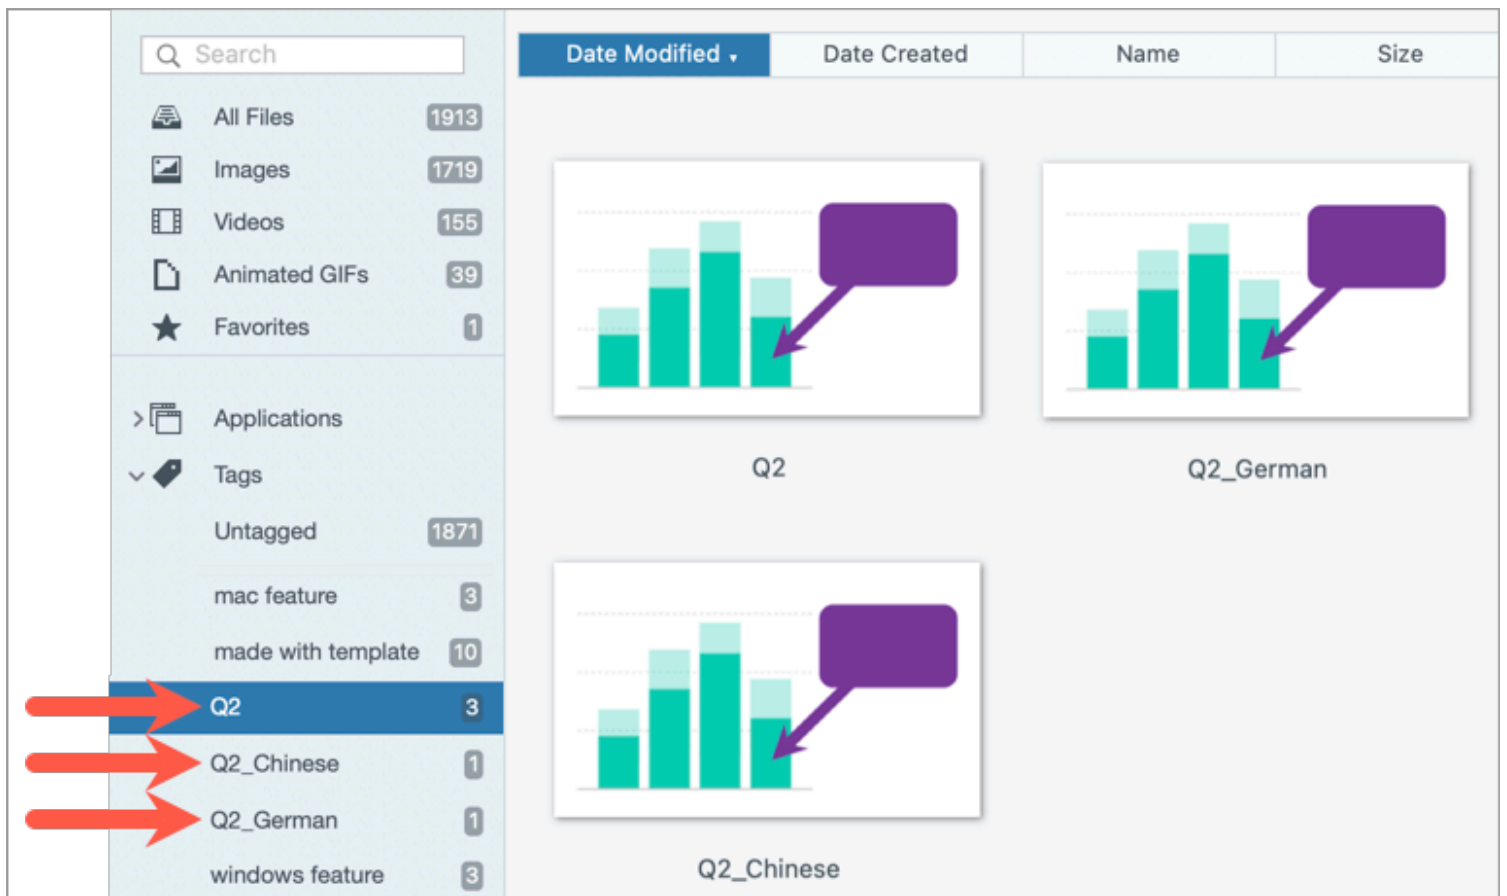 Search
All Files 1913
Images 1719
Videos 155
Animated GIFs 39
Favorites 1
Applications
Tags
Untagged 1871
mac feature 3
made with template 10
Q2 3
Q2_Chinese 1
Q2_German 1
windows feature 3
Date Modified Date Created Name Size
Q2 Q2_German
Q2_Chinese